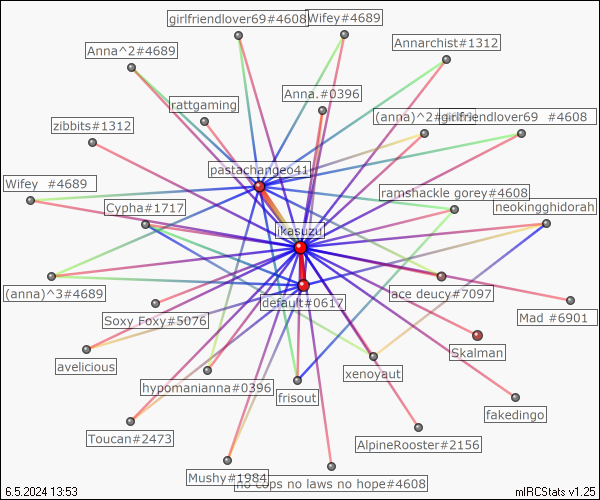 girlfriendlover69#4608
Wifey#4689
Anna^2#4689
Annarchist#1312
rattgaming
Anna.#0396
zibbits#1312
(anna)^2#
girlfriendlover69 #4608
pastachangeo41
Wifey #4689
Cypha#1717
ramshackle gorey#4608
neokingghidorah
ikasuzu
(anna)^3#4689
default#0617
ace deucy#7097
Soxy Foxy#5076
Mad #6901
avelicious
Skalman
hypomanianna#0396
frisout
xenoyaut
fakedingo
Toucan#2473
AlpineRooster#2156
Mushy#1984
no cops no laws no hope#4608
6.5.2024 13:53
mIRCStats v1.25